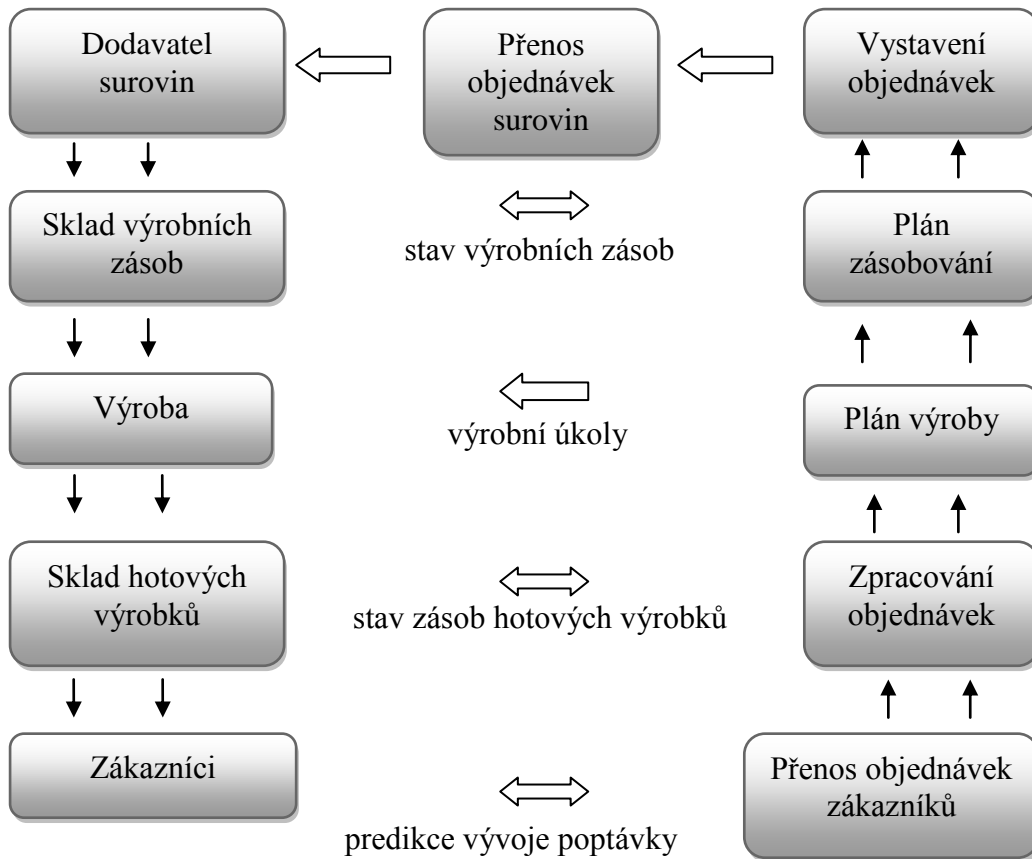 Dodavatel
surovin
Přenos
objednávek
surovin
Vystavení
objednávek
Sklad výrobních
zásob
stav výrobních zásob
Plán
zásobování
Výroba
výrobní úkoly
Plán výroby
Sklad hotových
výrobků
stav zásob hotových výrobků
Zpracování
objednávek
Zákazníci
predikce vývoje poptávky
Přenos objednávek
zákazníků